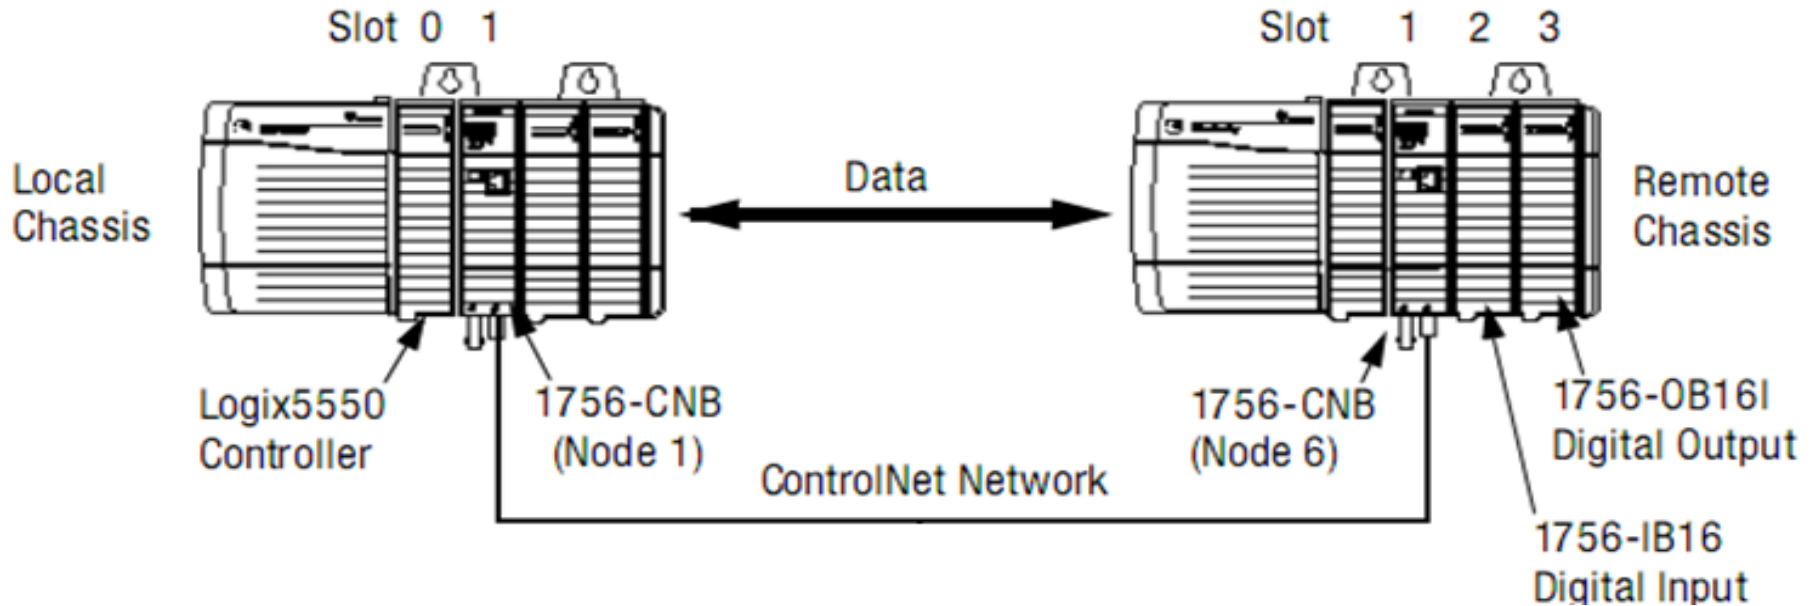 Slot 0 1
Slot 1 2 3
Local
Chassis
Data
Remote
Chassis
Logix5550
Controller
1756-CNB
(Node 1)
ControlNet Network
1756-CNB
(Node 6)
1756-OB16I
Digital Output
1756-IB16
Digital Input